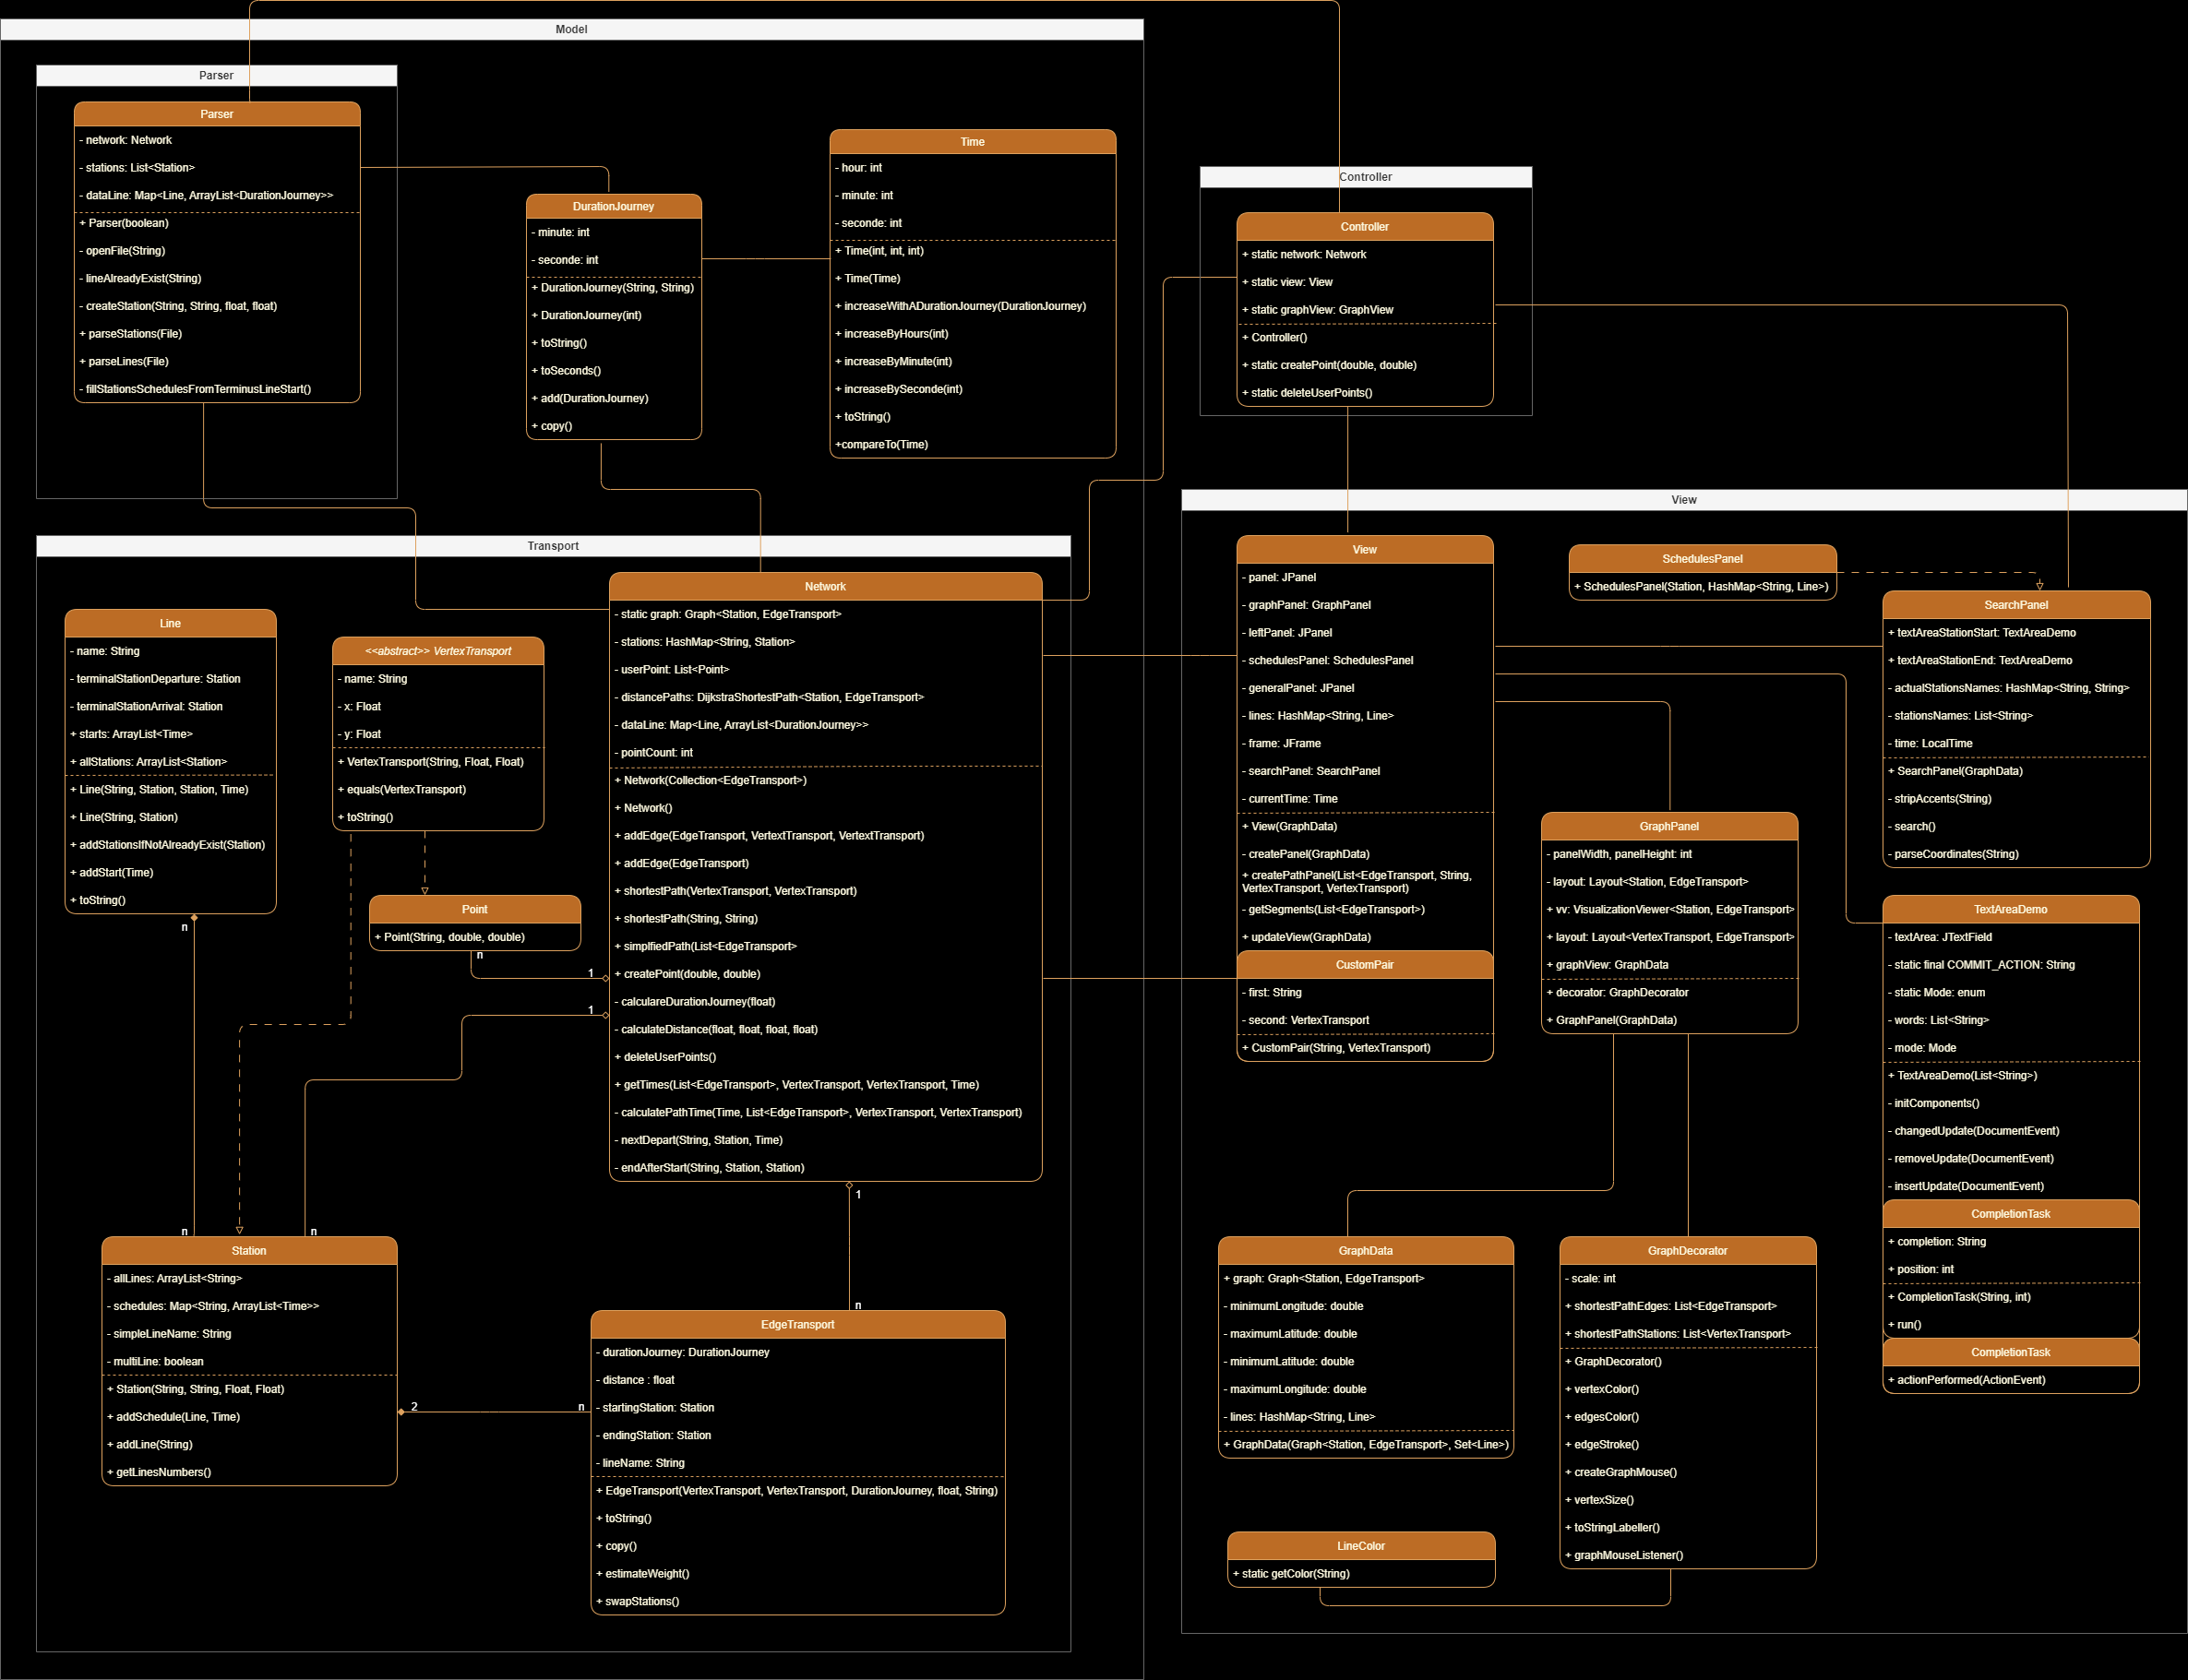 Model
Parser
Parser
- network: Network
- stations: List<Station>
- dataLine: Map<Line, ArrayList<DurationJourney>>
+ Parser(boolean)
- openFile(String)
- lineAlreadyExist(String)
- createStation(String, String, float, float)
+ parseStations(File)
+ parseLines(File)
- fillStationsSchedulesFromTerminusLineStart()
DurationJourney
- minute: int
- seconde: int
+ DurationJourney(String, String)
+ DurationJourney(int)
+ toString()
+ toSeconds()
+ add(DurationJourney)
+ copy()
Time
- hour: int
- minute: int
- seconde: int
+ Time(int, int, int)
+ Time(Time)
+ increaseWithADurationJourney(DurationJourney)
+ increaseByHours(int)
+ increaseByMinute(int)
+ increaseBySeconde(int)
+ toString()
+compareTo(Time)
Controller
Controller
+ static network: Network
+ static view: View
+ static graphView: GraphView
+ Controller()
+ static createPoint(double, double)
+ static deleteUserPoints()
Transport
Line
- name: String
- terminalStationDeparture: Station
- terminalStationArrival: Station
+ starts: ArrayList<Time>
+ allStations: ArrayList<Station>
+ Line(String, Station, Station, Time)
+ Line(String, Station)
+ addStationsIfNotAlreadyExist(Station)
+ addStart(Time)
+ toString()
n
n
<<abstract>> VertexTransport
- name: String
- x: Float
- y: Float
+ VertexTransport(String, Float, Float)
+ equals(VertexTransport)
+ toString()
Point
+ Point(String, double, double)
n
1
1
n
Network
- static graph: Graph<Station, EdgeTransport>
- stations: HashMap<String, Station>
- userPoint: List<Point>
- distancePaths: DijkstraShortestPath<Station, EdgeTransport>
- dataLine: Map<Line, ArrayList<DurationJourney>>
- pointCount: int
+ Network(Collection<EdgeTransport>)
+ Network()
+ addEdge(EdgeTransport, VertextTransport, VertextTransport)
+ addEdge(EdgeTransport)
+ shortestPath(VertexTransport, VertexTransport)
+ shortestPath(String, String)
+ simplfiedPath(List<EdgeTransport>
+ createPoint(double, double)
- calculareDurationJourney(float)
- calculateDistance(float, float, float, float)
+ deleteUserPoints()
+ getTimes(List<EdgeTransport>, VertexTransport, VertexTransport, Time)
- calculatePathTime(Time, List<EdgeTransport>, VertexTransport, VertexTransport)
- nextDepart(String, Station, Time)
- endAfterStart(String, Station, Station)
1
n
Station
- allLines: ArrayList<String>
- schedules: Map<String, ArrayList<Time>>
- simpleLineName: String
- multiLine: boolean
+ Station(String, String, Float, Float)
+ addSchedule(Line, Time)
+ addLine(String)
+ getLinesNumbers()
2
n
EdgeTransport
- durationJourney: DurationJourney
- distance : float
- startingStation: Station
- endingStation: Station
- lineName: String
+ EdgeTransport(VertexTransport, VertexTransport, DurationJourney, float, String)
+ toString()
+ copy()
+ estimateWeight()
+ swapStations()
View
View
- panel: JPanel
- graphPanel: GraphPanel
- leftPanel: JPanel
- schedulesPanel: SchedulesPanel
- generalPanel: JPanel
- lines: HashMap<String, Line>
- frame: JFrame
- searchPanel: SearchPanel
- currentTime: Time
+ View(GraphData)
- createPanel(GraphData)
+ createPathPanel(List<EdgeTransport, String,
VertexTransport, VertexTransport)
- getSegments(List<EdgeTransport>)
+ updateView(GraphData)
CustomPair
- first: String
- second: VertexTransport
+ CustomPair(String, VertexTransport)
SchedulesPanel
+ SchedulesPanel(Station, HashMap<String, Line>)
SearchPanel
+ textAreaStationStart: TextAreaDemo
+ textAreaStationEnd: TextAreaDemo
- actualStationsNames: HashMap<String, String>
- stationsNames: List<String>
- time: LocalTime
+ SearchPanel(GraphData)
- stripAccents(String)
- search()
- parseCoordinates(String)
GraphPanel
- panelWidth, panelHeight: int
- layout: Layout<Station, EdgeTransport>
+ vv: VisualizationViewer<Station, EdgeTransport>
+ layout: Layout<VertexTransport, EdgeTransport>
+ graphView: GraphData
+ decorator: GraphDecorator
+ GraphPanel(GraphData)
TextAreaDemo
- textArea: JTextField
- static final COMMIT_ACTION: String
- static Mode: enum
- words: List<String>
- mode: Mode
+ TextAreaDemo(List<String>)
- initComponents()
- changedUpdate(DocumentEvent)
- removeUpdate(DocumentEvent)
- insertUpdate(DocumentEvent)
CompletionTask
+ completion: String
+ position: int
+ CompletionTask(String, int)
+ run()
CompletionTask
+ actionPerformed(ActionEvent)
GraphData
+ graph: Graph<Station, EdgeTransport>
- minimumLongitude: double
- maximumLatitude: double
- minimumLatitude: double
- maximumLongitude: double
- lines: HashMap<String, Line>
+ GraphData(Graph<Station, EdgeTransport>, Set<Line>)
GraphDecorator
- scale: int
+ shortestPathEdges: List<EdgeTransport>
+ shortestPathStations: List<VertexTransport>
+ GraphDecorator()
+ vertexColor()
+ edgesColor()
+ edgeStroke()
+ createGraphMouse()
+ vertexSize()
+ toStringLabeller()
+ graphMouseListener()
LineColor
+ static getColor(String)